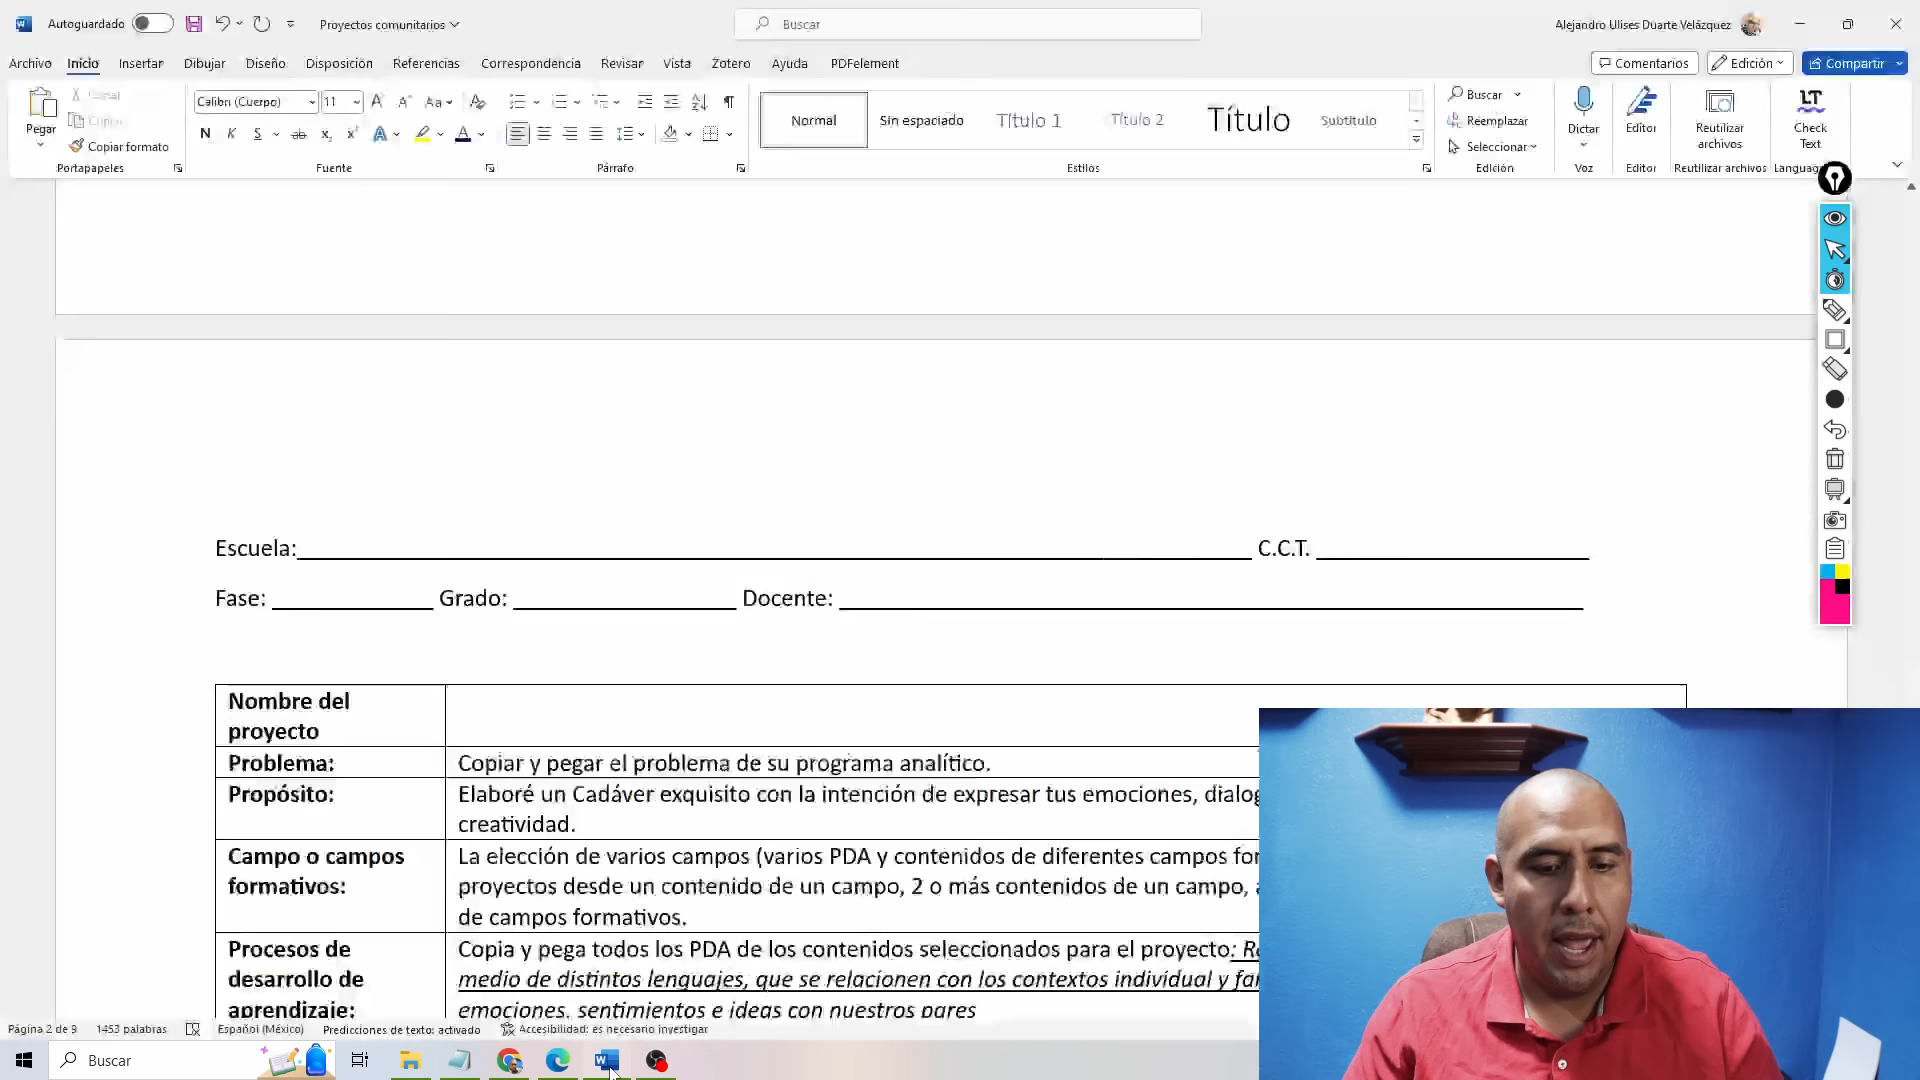 Autoguardado
Proyectos comunitarios
Buscar
Alejandro Ulises Duarte Velázquez
Archivo Inicio Insertar Dibujar Diseño Disposición Referencias Correspondencia Revisar Vista Zotero Ayuda PDFelement
Comentarios Edición Compartir
Pegar
Cortar
Copiar
Copiar formato
Portapapeles
Calibri (Cuerpo) 11
N K S ab
Fuente
Párrafo
Normal Sin espaciado Título 1 Título 2 Título Subtítulo
Estilos
Buscar
Reemplazar
Seleccionar
Edición
Dictar
Voz
Editor
Editor
Reutilizar archivos
Reutilizar archivos
Check Text
Escuela: C.C.T.
Fase: Grado: Docente:
Nombre del
proyecto
Problema: Copiar y pegar el problema de su programa analítico.
Propósito: Elaboré un Cadáver exquisito con la intención de expresar tus emociones,
creatividad.
Campo o campos
formativos:
La elección de varios campos (varios PDA y contenidos de diferentes campos
proyectos desde un contenido de un campo, 2 o más contenidos de un campo,
de campos formativos.
Procesos de
desarrollo de
aprendizaje:
Copia y pega todos los PDA de los contenidos seleccionados para el proyecto:
medio de distintos lenguajes, que se relacionen con los contextos individual y
emociones, sentimientos e ideas con nuestros pares
Página 2 de 9 1453 palabras Español (México) Predicciones de texto: activado Accesibilidad: es necesario investigar
Buscar